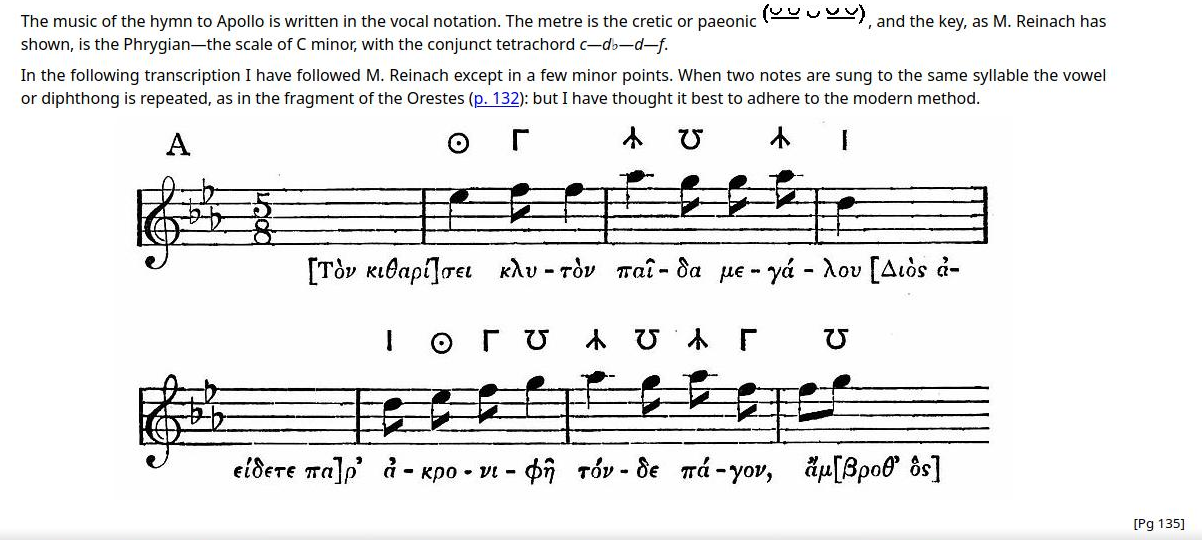 The music of the hymn to Apollo is written in the vocal notation. The metre is the cretic or paeonic (◡◡ ◡ ◡◡), and the key, as M. Reinach has
shown, is the Phrygian—the scale of C minor, with the conjunct tetrachord c—d♭—d—f.
In the following transcription I have followed M. Reinach except in a few minor points. When two notes are sung to the same syllable the vowel
or diphthong is repeated, as in the fragment of the Orestes (p. 132): but I have thought it best to adhere to the modern method.
A ⊙ Γ ⅄ Ʊ ⅄ Ι
5
8
[Τὸν κιθαρί]σει κλυ - τὸν παῖ - δα με - γά - λου [Διὸς ἀ-
Ι ⊙ Γ Ʊ ⅄ Ʊ ⅄ Γ Ʊ
είδετε πα]ρ’ ἀ - κρο - νι - φῆ τόν - δε πά - γον, ἄμ[βροθ’ ὃς]
[Pg 135]